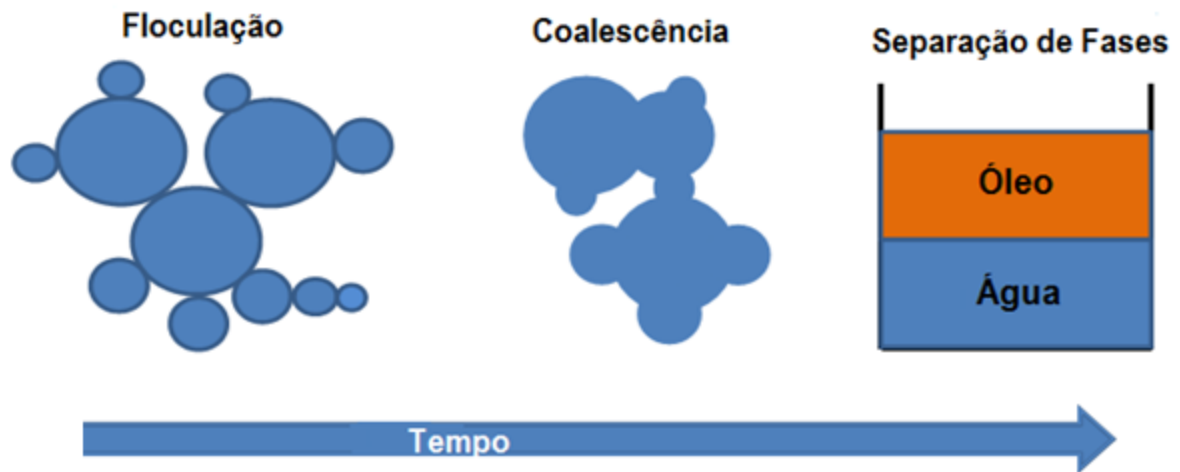 Floculação
Coalescência
Separação de Fases
Óleo
Água
Tempo